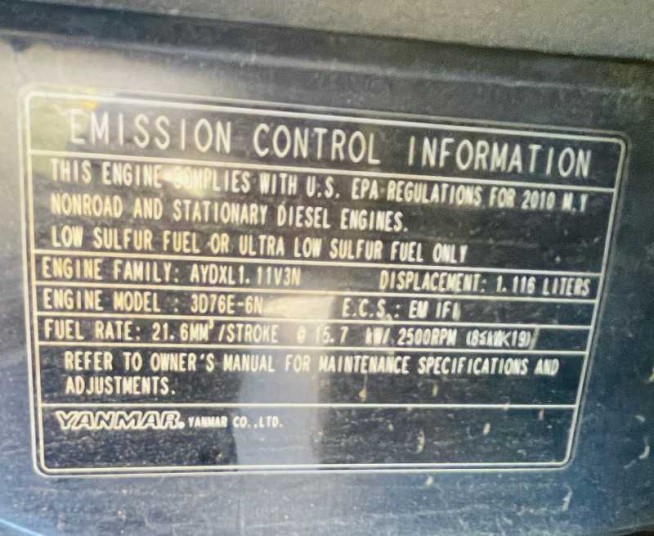 EMISSION CONTROL INFORMATION
THIS ENGINE COMPLIES WITH U.S. EPA REGULATIONS FOR 2010 M.Y
NONROAD AND STATIONARY DIESEL ENGINES.
LOW SULFUR FUEL OR ULTRA LOW SULFUR FUEL ONLY
ENGINE FAMILY: AYDXL1.11V3N DISPLACEMENT: 1.116 LITERS
ENGINE MODEL : 3D76E-6N E.C.S.: EM IFI
FUEL RATE: 21.6MM³/STROKE @ 15.7 kW/ 2500RPM (8≤kW<19)
REFER TO OWNER'S MANUAL FOR MAINTENANCE SPECIFICATIONS AND
ADJUSTMENTS.
YANMAR® YANMAR CO.,LTD.